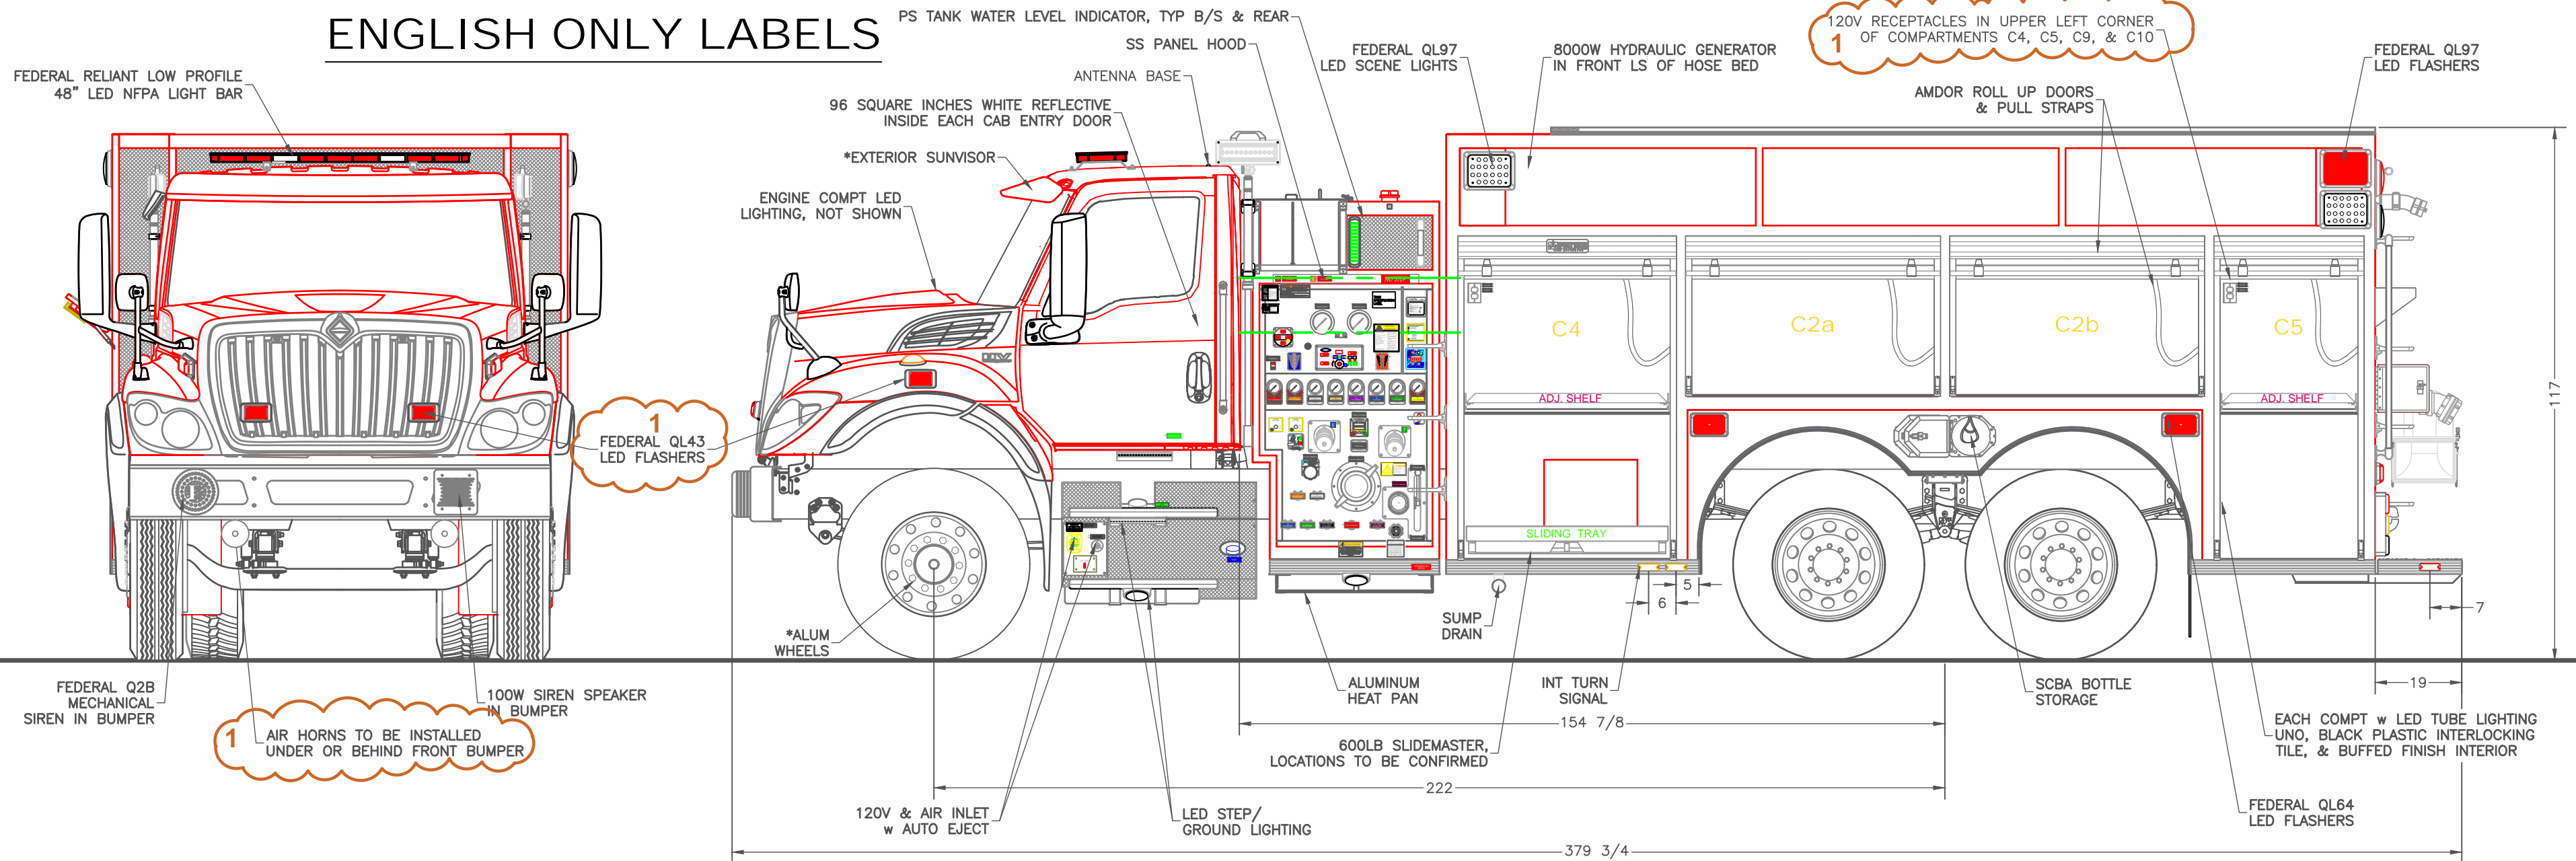 ENGLISH ONLY LABELS
PS TANK WATER LEVEL INDICATOR, TYP B/S & REAR
SS PANEL HOOD
ANTENNA BASE
FEDERAL QL97
LED SCENE LIGHTS
8000W HYDRAULIC GENERATOR
IN FRONT LS OF HOSE BED
120V RECEPTACLES IN UPPER LEFT CORNER
OF COMPARTMENTS C4, C5, C9, & C10
1
FEDERAL QL97
LED FLASHERS
FEDERAL RELIANT LOW PROFILE
48" LED NFPA LIGHT BAR
96 SQUARE INCHES WHITE REFLECTIVE
INSIDE EACH CAB ENTRY DOOR
AMDOR ROLL UP DOORS
& PULL STRAPS
*EXTERIOR SUNVISOR
ENGINE COMPT LED
LIGHTING, NOT SHOWN
C4
C2a
C2b
C5
ADJ. SHELF
ADJ. SHELF
117
1
FEDERAL QL43
LED FLASHERS
SLIDING TRAY
5
6
7
*ALUM
WHEELS
SUMP
DRAIN
FEDERAL Q2B
MECHANICAL
SIREN IN BUMPER
100W SIREN SPEAKER
IN BUMPER
1
AIR HORNS TO BE INSTALLED
UNDER OR BEHIND FRONT BUMPER
ALUMINUM
HEAT PAN
INT TURN
SIGNAL
SCBA BOTTLE
STORAGE
19
154 7/8
EACH COMPT w LED TUBE LIGHTING
UNO, BLACK PLASTIC INTERLOCKING
TILE, & BUFFED FINISH INTERIOR
600LB SLIDEMASTER,
LOCATIONS TO BE CONFIRMED
222
120V & AIR INLET
w AUTO EJECT
LED STEP/
GROUND LIGHTING
FEDERAL QL64
LED FLASHERS
379 3/4